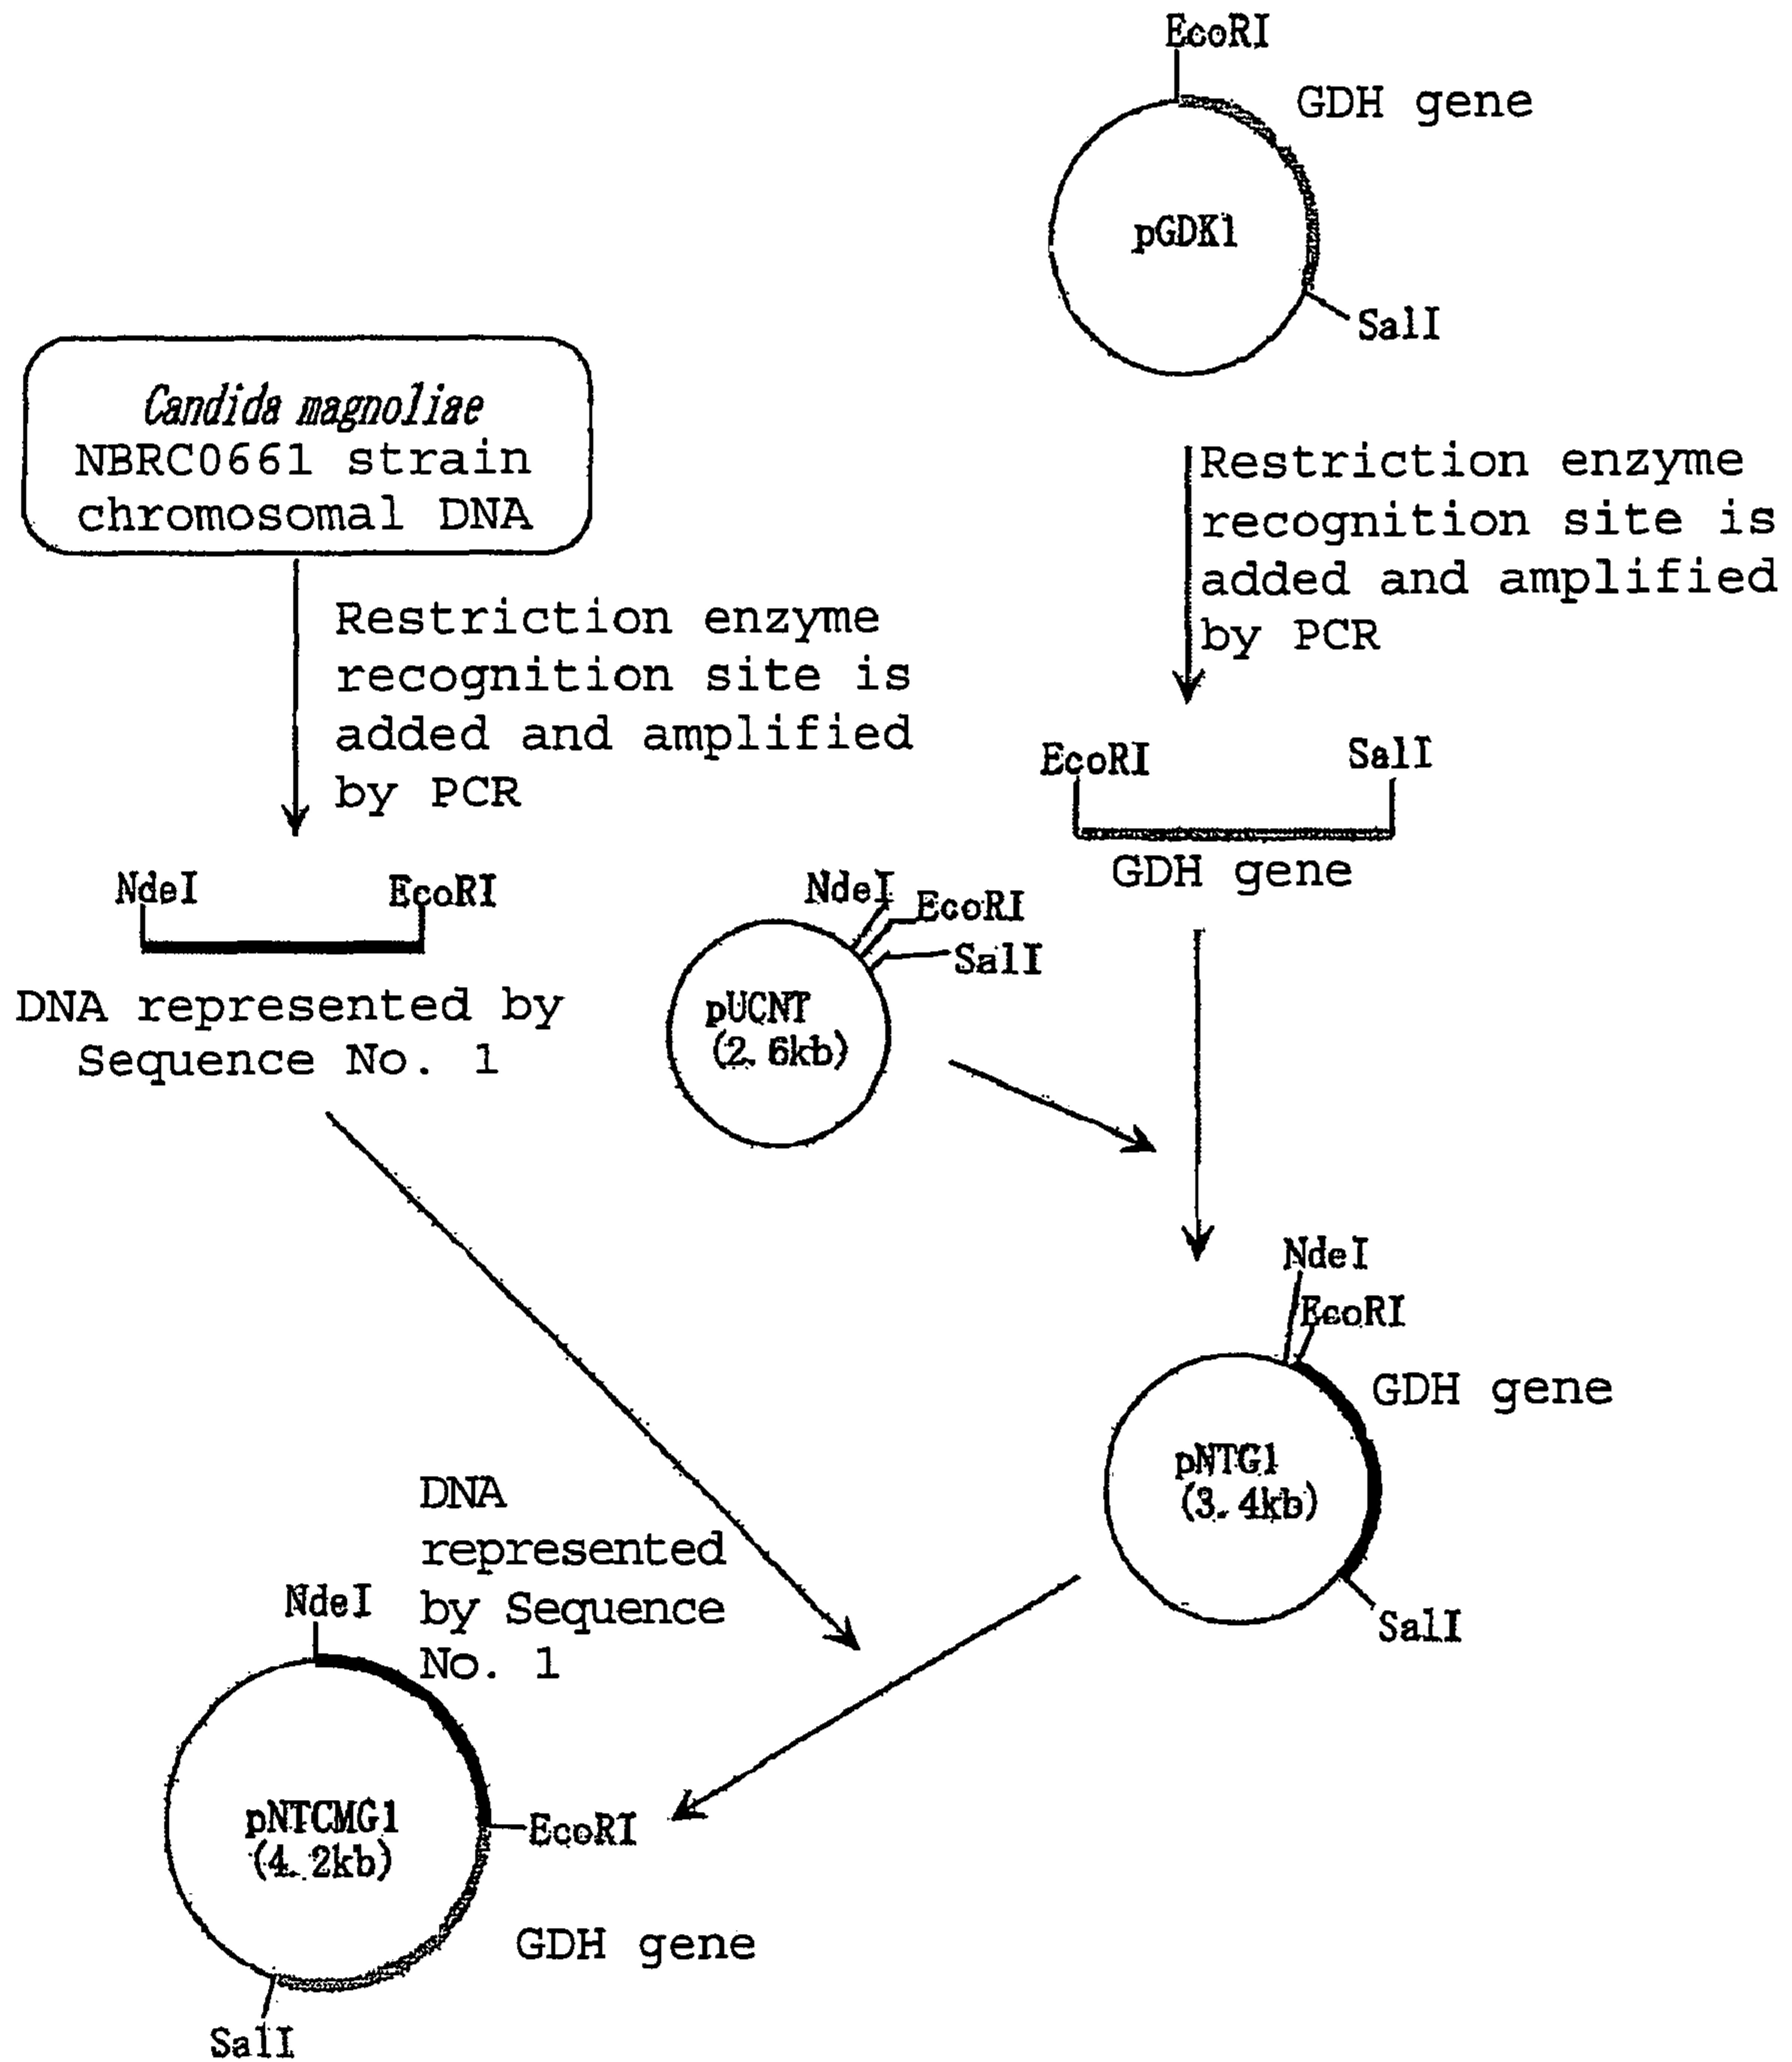 EcoRI
GDH gene
pGDK1
SalI
Candida magnoliae
NBRC0661 strain
chromosomal DNA
Restriction enzyme
recognition site is
added and amplified
by PCR
Restriction enzyme
recognition site is
added and amplified
by PCR
EcoRI
SalI
GDH gene
NdeI
EcoRI
DNA represented by
Sequence No. 1
NdeI
EcoRI
SalI
pUCNT
(2.6kb)
NdeI
EcoRI
GDH gene
pNTG1
(3.4kb)
SalI
DNA
represented
by Sequence
No. 1
NdeI
pNTCMG1
(4.2kb)
EcoRI
GDH gene
SalI